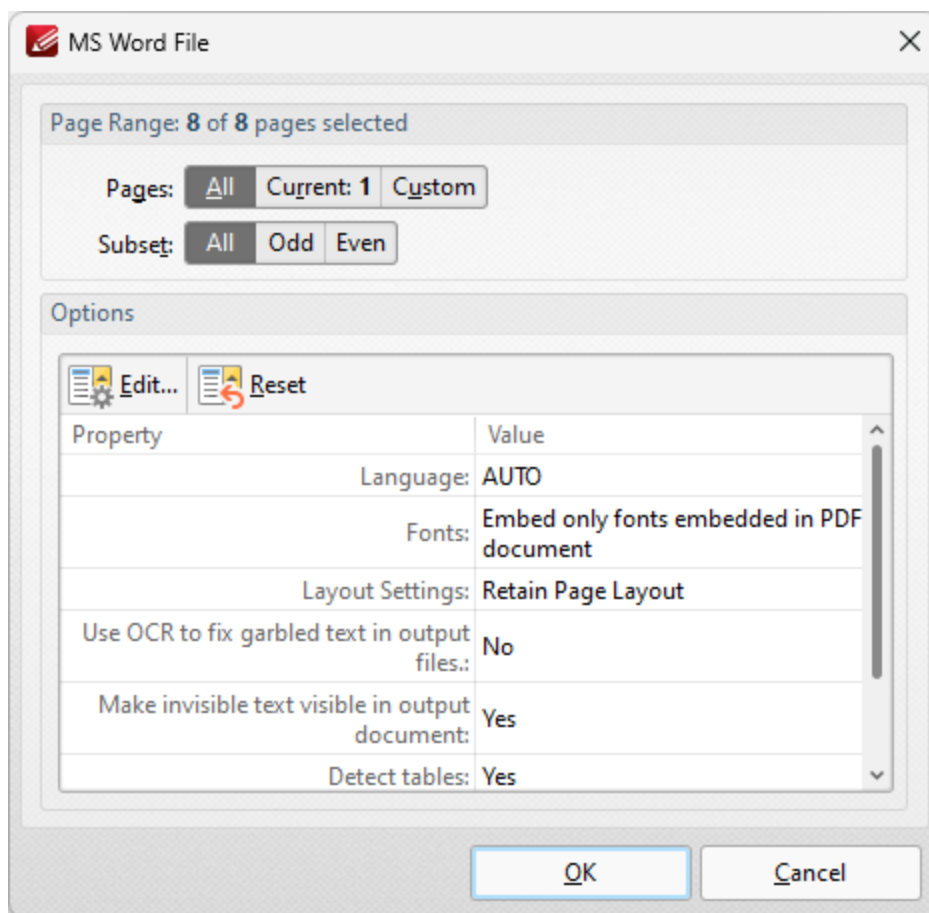 MS Word File
Page Range: 8 of 8 pages selected
Pages: All Current: 1 Custom
Subset: All Odd Even
Options
Edit... Reset
Property Value
Language: AUTO
Fonts: Embed only fonts embedded in PDF
document
Layout Settings: Retain Page Layout
Use OCR to fix garbled text in output
files.: No
Make invisible text visible in output
document: Yes
Detect tables: Yes
OK Cancel